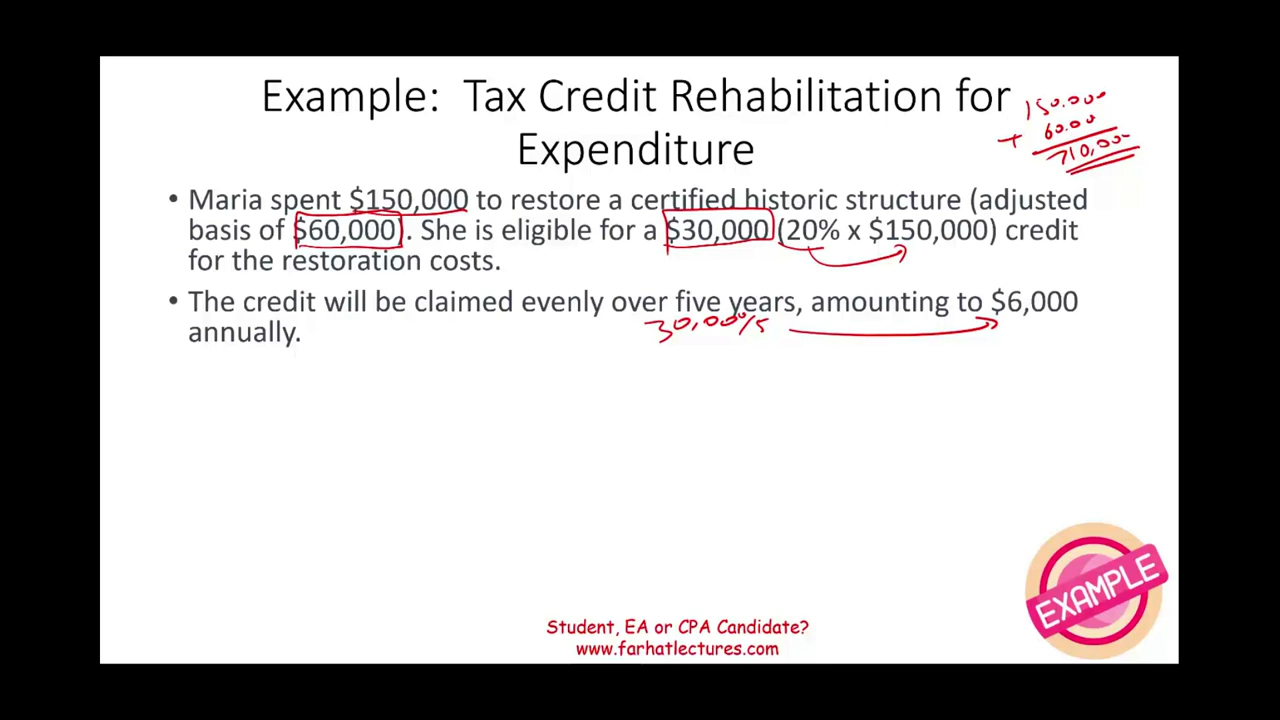 Example: Tax Credit Rehabilitation for
Expenditure
150.000
+ 60.00
210,000
• Maria spent $150,000 to restore a certified historic structure (adjusted
basis of $60,000). She is eligible for a $30,000 (20% x $150,000) credit
for the restoration costs.
• The credit will be claimed evenly over five years, amounting to $6,000
annually.
30,000/5
EXAMPLE
Student, EA or CPA Candidate?
www.farhatlectures.com